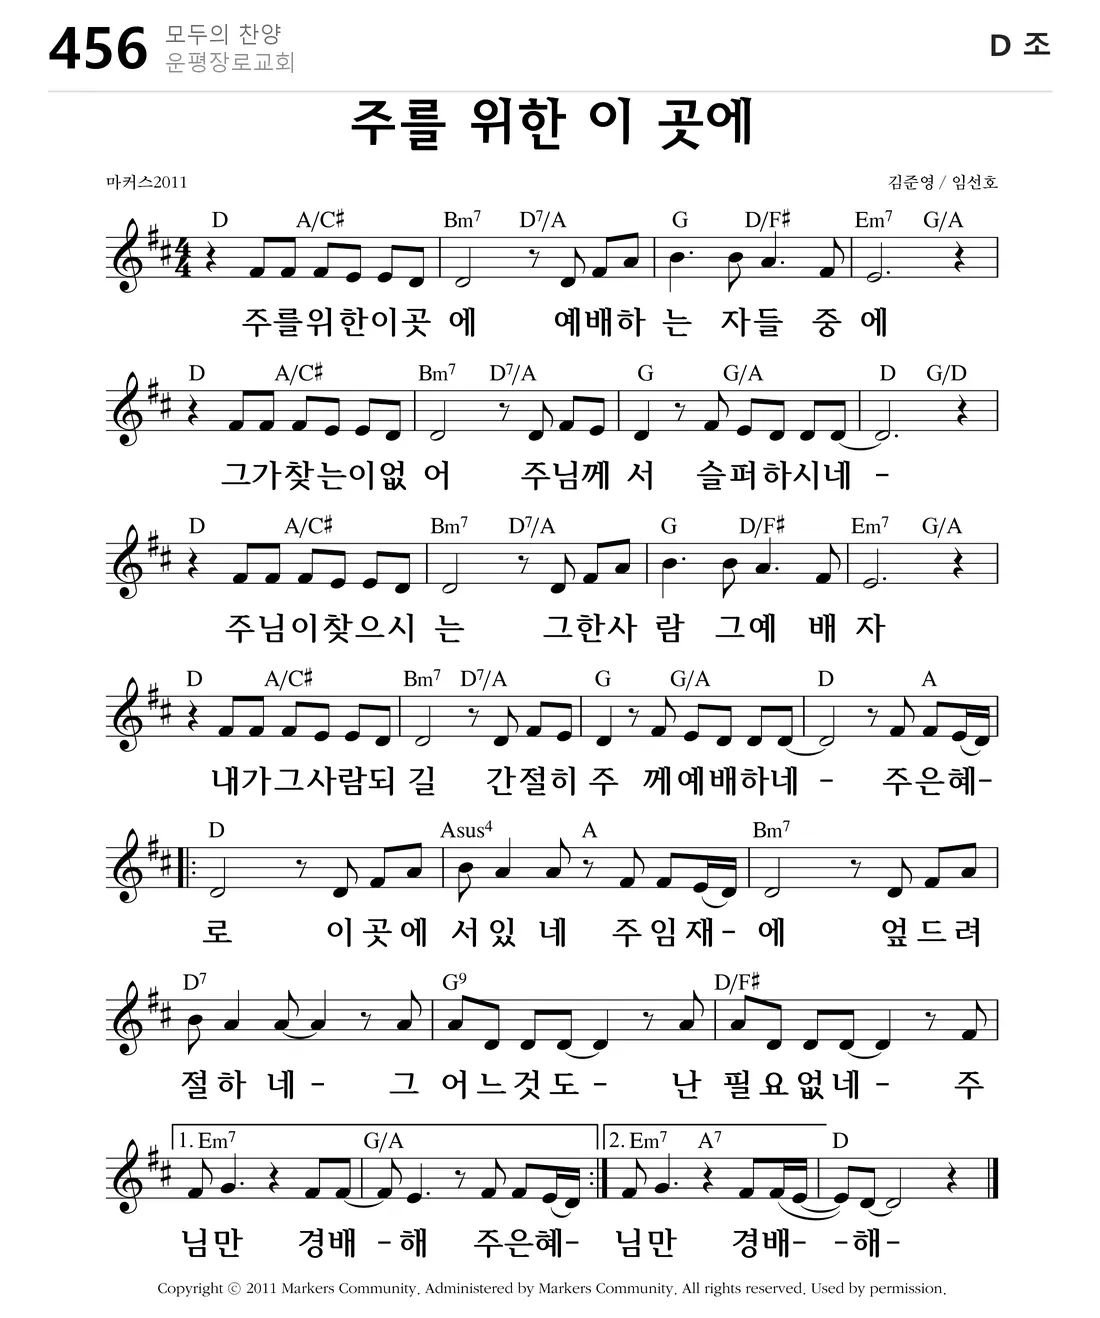 456 모두의 찬양
운평장로교회
D 조
주를 위한 이 곳에
마커스2011
김준영 / 임선호
D A/C♯ Bm7 D7/A G D/F♯ Em7 G/A
주를위한이곳 에 예배하 는 자들 중 에
D A/C♯ Bm7 D7/A G G/A D G/D
그가찾는이없 어 주님께 서 슬퍼하시네 -
D A/C♯ Bm7 D7/A G D/F♯ Em7 G/A
주님이찾으시 는 그한사 람 그예 배 자
D A/C♯ Bm7 D7/A G G/A D A
내가그사람되 길 간절히 주 께예배하네 - 주은혜-
D Asus4 A Bm7
로 이곳에 서있 네 주임재- 에 엎드려
D7 G9 D/F♯
절하 네 - 그 어느것도 - 난 필요없네 - 주
1. Em7 G/A 2. Em7 A7 D
님만 경배 -해 주은혜- 님만 경배- -해-
Copyright ⓒ 2011 Markers Community. Administered by Markers Community. All rights reserved. Used by permission.